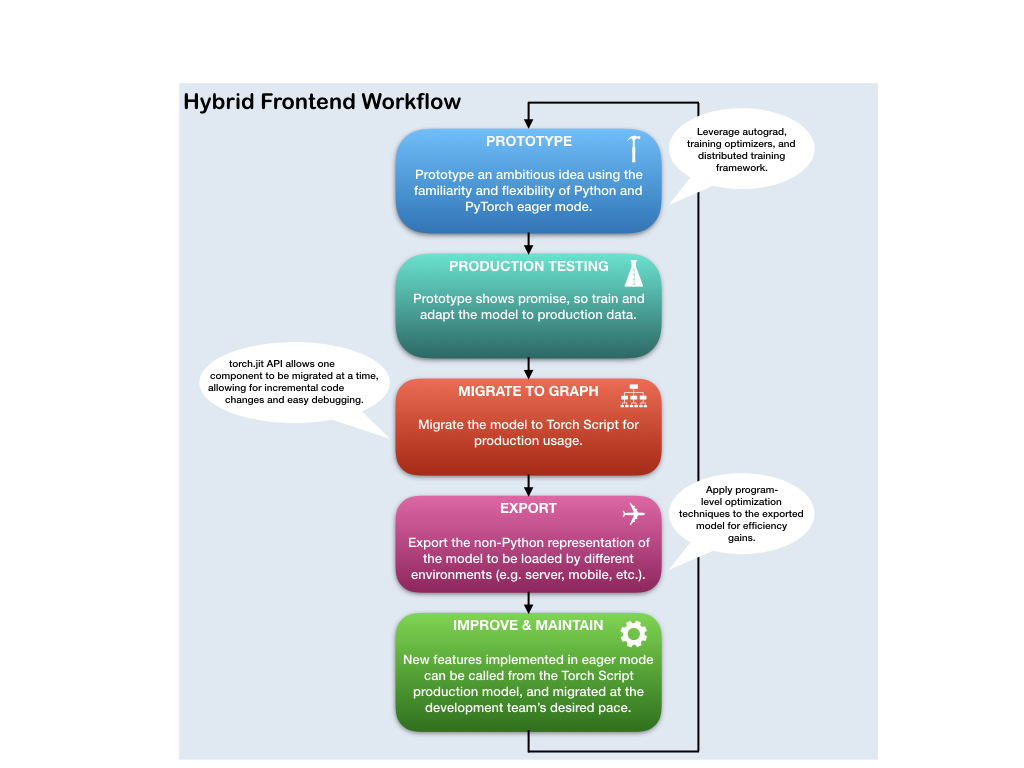 Hybrid Frontend Workflow
PROTOTYPE
Prototype an ambitious idea using the
familiarity and flexibility of Python and
PyTorch eager mode.
Leverage autograd,
training optimizers, and
distributed training
framework.
PRODUCTION TESTING
Prototype shows promise, so train and
adapt the model to production data.
torch.jit API allows one
component to be migrated at a time,
allowing for incremental code
changes and easy debugging.
MIGRATE TO GRAPH
Migrate the model to Torch Script for
production usage.
EXPORT
Export the non-Python representation of
the model to be loaded by different
environments (e.g. server, mobile, etc.).
Apply program-
level optimization
techniques to the exported
model for efficiency
gains.
IMPROVE & MAINTAIN
New features implemented in eager mode
can be called from the Torch Script
production model, and migrated at the
development team's desired pace.